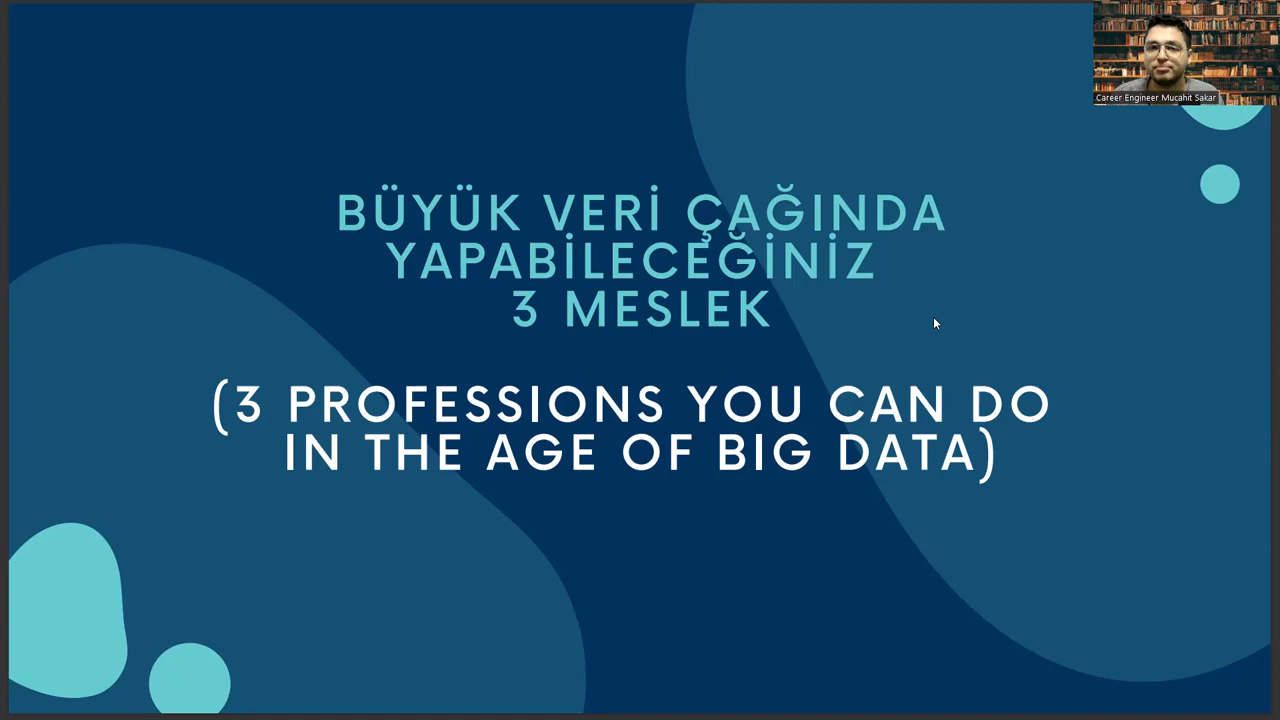 Career Engineer Mucahit Sakar
BÜYÜK VERİ ÇAĞINDA
YAPABİLECEĞİNİZ
3 MESLEK
(3 PROFESSIONS YOU CAN DO
IN THE AGE OF BIG DATA)